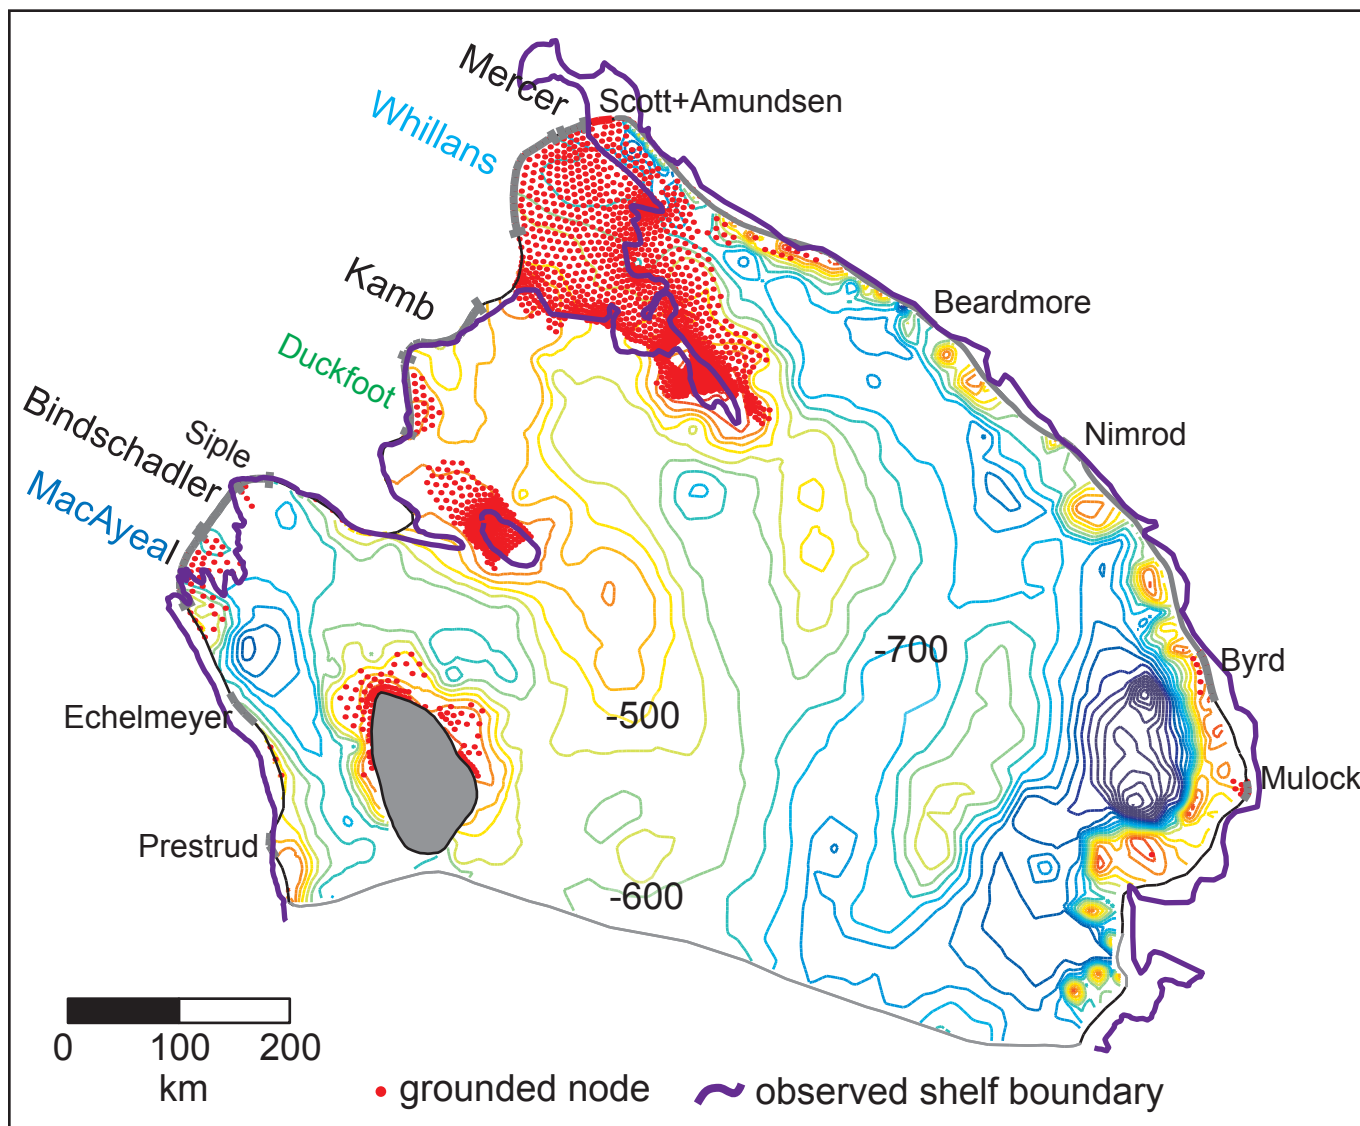 Mercer
Scott+Amundsen
Whillans
Kamb
Beardmore
Duckfoot
Bindschadler
Siple
Nimrod
MacAyeal
-700
Byrd
Echelmeyer
-500
Mulock
Prestrud
-600
0 100 200
km
grounded node
observed shelf boundary